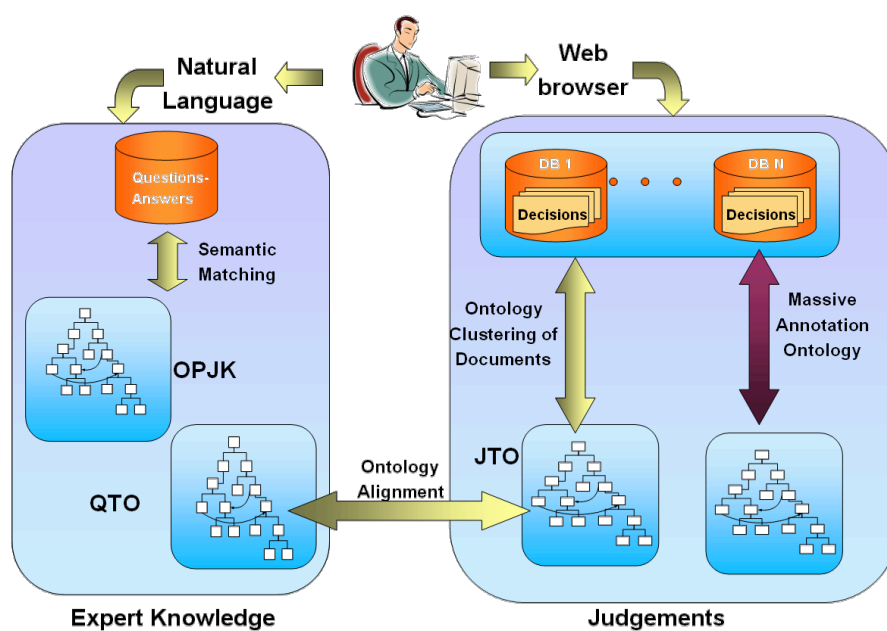 Natural
Language
Web
browser
Questions-
Answers
Semantic
Matching
OPJK
QTO
Ontology
Alignment
DB 1
Decisions
DB N
Decisions
Ontology
Clustering of
Documents
Massive
Annotation
Ontology
JTO
Expert Knowledge
Judgements